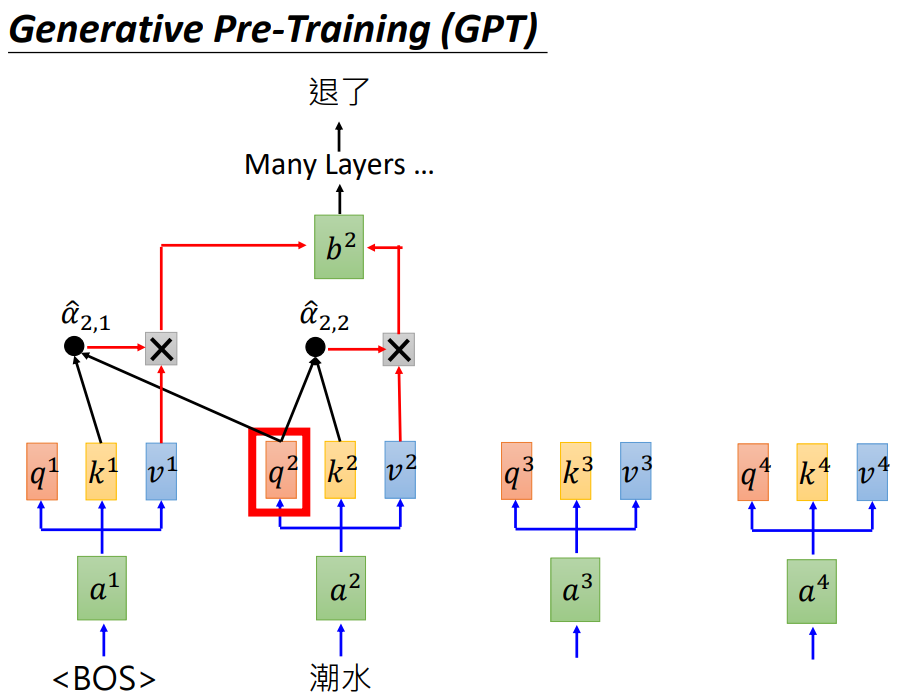 Generative Pre-Training (GPT)
退了
Many Layers …
b²
α̂₂,₁
α̂₂,₂
q¹ k¹ v¹ q² k² v² q³ k³ v³ q⁴ k⁴ v⁴
a¹ a² a³ a⁴
<BOS> 潮水